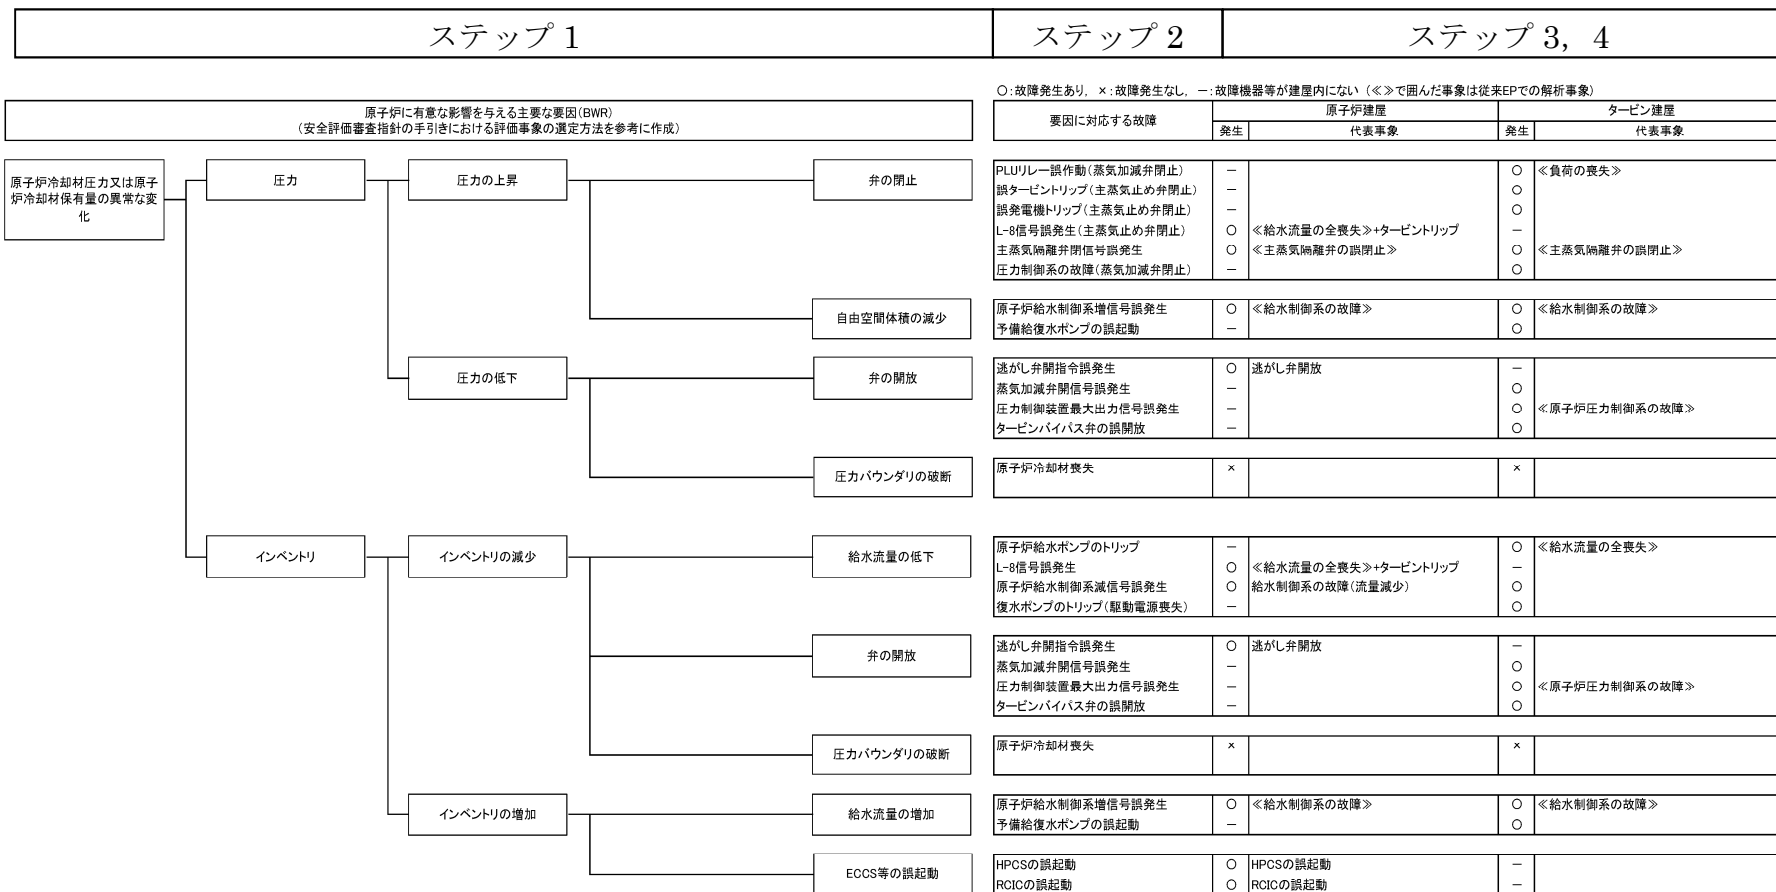 ステップ 1
ステップ 2
ステップ 3, 4
○：故障発生あり, ×：故障発生なし, －：故障機器等が建屋内にない (≪≫で囲んだ事象は従来EPでの解析事象)
原子炉に有意な影響を与える主要な要因(BWR)
(安全評価審査指針の手引きにおける評価事象の選定方法を参考に作成)
要因に対応する故障
原子炉建屋
タービン建屋
発生
代表事象
発生
代表事象
原子炉冷却材圧力又は原子
炉冷却材保有量の異常な変
化
圧力
圧力の上昇
弁の閉止
PLUリレー誤作動(蒸気加減弁閉止) － ○ ≪負荷の喪失≫
誤タービントリップ(主蒸気止め弁閉止) － ○
誤発電機トリップ(主蒸気止め弁閉止) － ○
L-8信号誤発生(主蒸気止め弁閉止) ○ ≪給水流量の全喪失≫+タービントリップ －
主蒸気隔離弁閉信号誤発生 ○ ≪主蒸気隔離弁の誤閉止≫ ○ ≪主蒸気隔離弁の誤閉止≫
圧力制御系の故障(蒸気加減弁閉止) － ○
自由空間体積の減少
原子炉給水制御系増信号誤発生 ○ ≪給水制御系の故障≫ ○ ≪給水制御系の故障≫
予備給復水ポンプの誤起動 － ○
圧力の低下
弁の開放
逃がし弁開指令誤発生 ○ 逃がし弁開放 －
蒸気加減弁開信号誤発生 － ○
圧力制御装置最大出力信号誤発生 － ○ ≪原子炉圧力制御系の故障≫
タービンバイパス弁の誤開放 － ○
圧力バウンダリの破断
原子炉冷却材喪失 × ×
インベントリ
インベントリの減少
給水流量の低下
原子炉給水ポンプのトリップ － ○ ≪給水流量の全喪失≫
L-8信号誤発生 ○ ≪給水流量の全喪失≫+タービントリップ －
原子炉給水制御系減信号誤発生 ○ 給水制御系の故障(流量減少) ○
復水ポンプのトリップ(駆動電源喪失) － ○
弁の開放
逃がし弁開指令誤発生 ○ 逃がし弁開放 －
蒸気加減弁開信号誤発生 － ○
圧力制御装置最大出力信号誤発生 － ○ ≪原子炉圧力制御系の故障≫
タービンバイパス弁の誤開放 － ○
圧力バウンダリの破断
原子炉冷却材喪失 × ×
インベントリの増加
給水流量の増加
原子炉給水制御系増信号誤発生 ○ ≪給水制御系の故障≫ ○ ≪給水制御系の故障≫
予備給復水ポンプの誤起動 － ○
ECCS等の誤起動
HPCSの誤起動 ○ HPCSの誤起動 －
RCICの誤起動 ○ RCICの誤起動 －